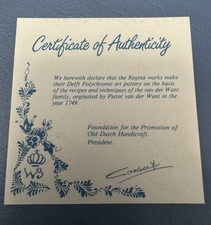 Certificate of Authenticity
We herewith declare that the Regina works make
their Delft Polychrome art pottery on the basis
of the recipes and techniques of the van der Want
family, originated by Pieter van der Want in the
year 1749.
Foundation for the Promotion of
Old-Dutch Handicraft.
President.
WB